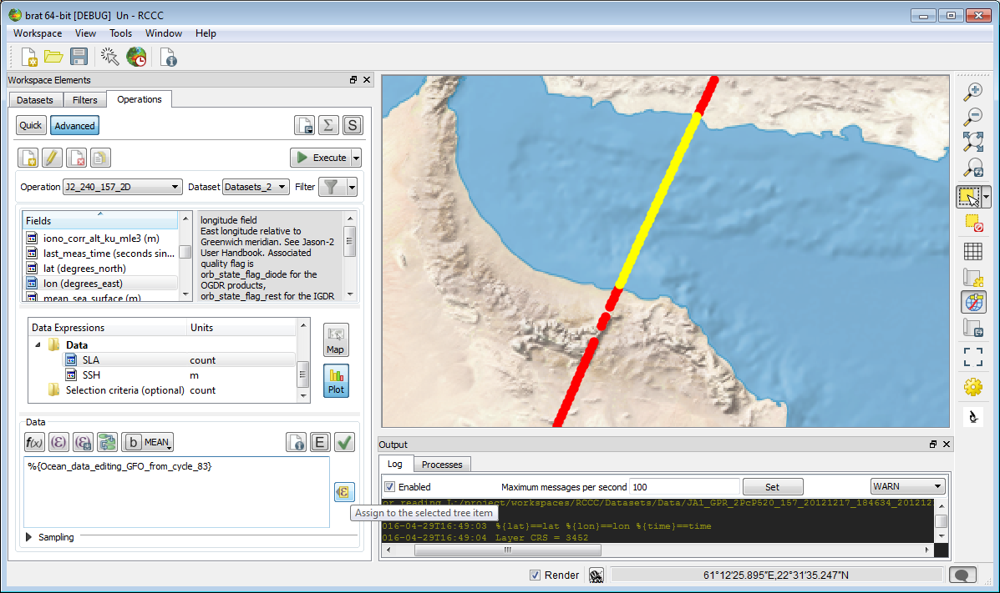 brat 64-bit [DEBUG] Un - RCCC
Workspace View Tools Window Help
Workspace Elements
Datasets Filters Operations
Quick Advanced
Σ S
Execute
Operation J2_240_157_2D Dataset Datasets_2 Filter
Fields
iono_corr_alt_ku_mle3 (m)
last_meas_time (seconds sin...
lat (degrees_north)
lon (degrees_east)
mean_sea_surface (m)
longitude field
East longitude relative to
Greenwich meridian. See Jason-2
User Handbook. Associated
quality flag is
orb_state_flag_diode for the
OGDR products,
orb_state_flag_rest for the IGDR
Data Expressions Units
Data
SLA count
SSH m
Selection criteria (optional) count
Map
Plot
Data
f(x) (ε) b MEAN E
%{Ocean_data_editing_GFO_from_cycle_83}
Assign to the selected tree item
Sampling
Output
Log Processes
Enabled Maximum messages per second 100 Set WARN
or reading L:/project/workspaces/RCCC/Datasets/Data/JA1_GPR_2PcP520_157_20121217_184634_201212
016-04-29T16:49:03 %{lat}==lat %{lon}==lon %{time}==time
016-04-29T16:49:04 Layer CRS = 3452
Render 61°12'25.895"E,22°31'35.247"N